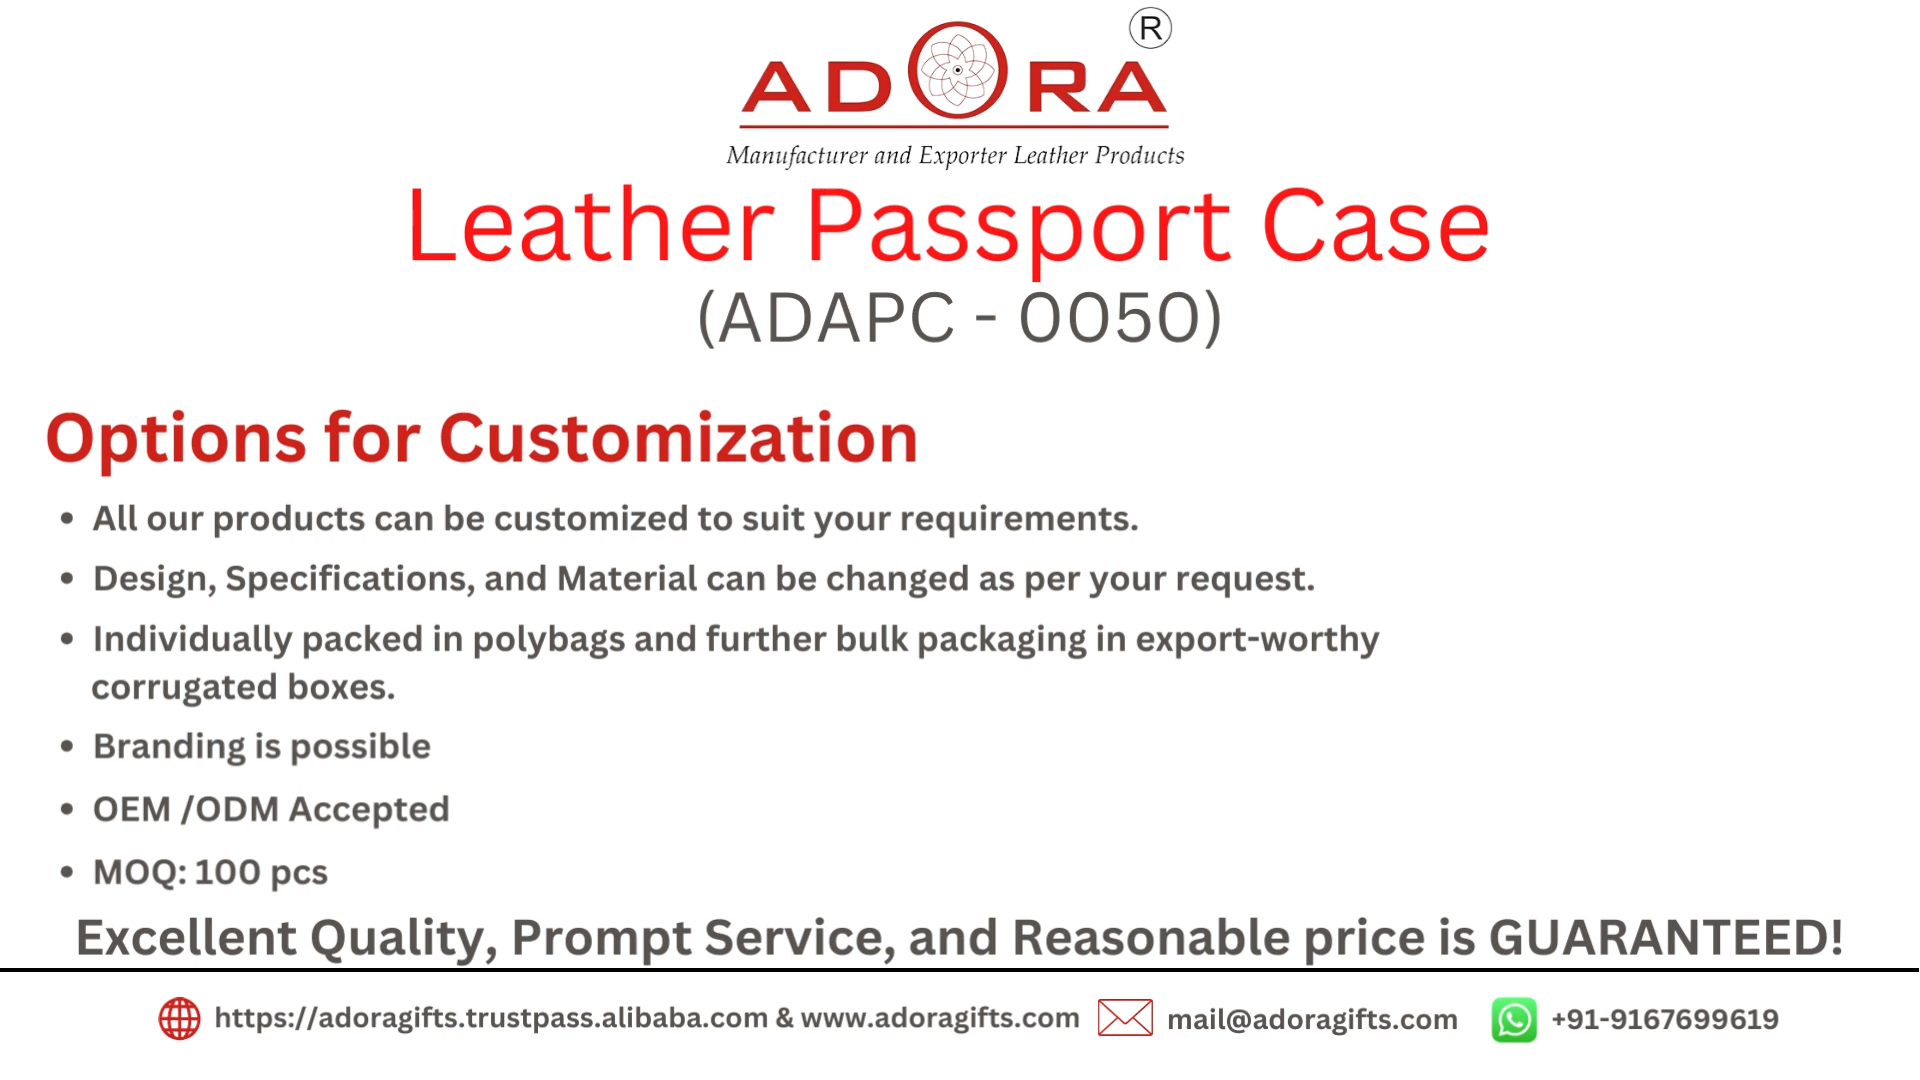 ADORA ®
Manufacturer and Exporter Leather Products
Leather Passport Case
(ADAPC - 0050)
Options for Customization
• All our products can be customized to suit your requirements.
• Design, Specifications, and Material can be changed as per your request.
• Individually packed in polybags and further bulk packaging in export-worthy
corrugated boxes.
• Branding is possible
• OEM /ODM Accepted
• MOQ: 100 pcs
Excellent Quality, Prompt Service, and Reasonable price is GUARANTEED!
https://adoragifts.trustpass.alibaba.com & www.adoragifts.com mail@adoragifts.com +91-9167699619